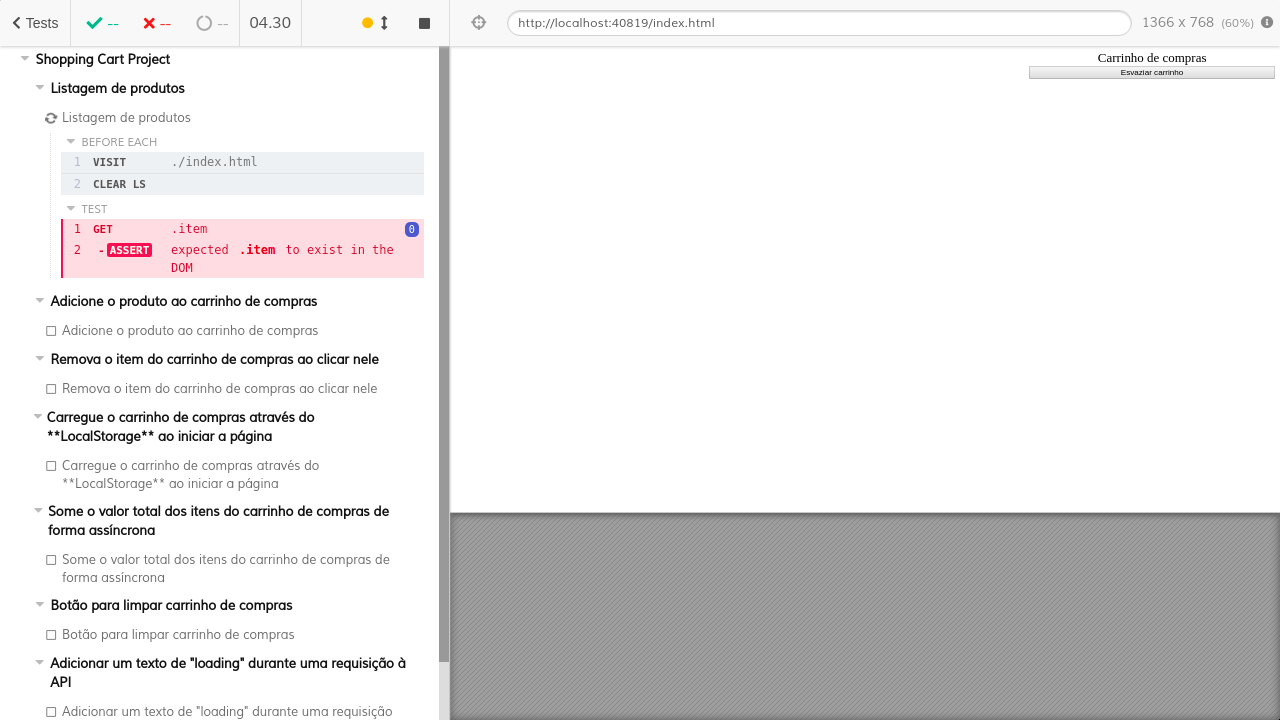 Tests -- -- -- 04.30
http://localhost:40819/index.html 1366 x 768 (60%)
Shopping Cart Project
Listagem de produtos
Listagem de produtos
BEFORE EACH
1 VISIT ./index.html
2 CLEAR LS
TEST
1 GET .item 0
2 -ASSERT expected .item to exist in the
DOM
Adicione o produto ao carrinho de compras
Adicione o produto ao carrinho de compras
Remova o item do carrinho de compras ao clicar nele
Remova o item do carrinho de compras ao clicar nele
Carregue o carrinho de compras através do
**LocalStorage** ao iniciar a página
Carregue o carrinho de compras através do
**LocalStorage** ao iniciar a página
Some o valor total dos itens do carrinho de compras de
forma assíncrona
Some o valor total dos itens do carrinho de compras de
forma assíncrona
Botão para limpar carrinho de compras
Botão para limpar carrinho de compras
Adicionar um texto de "loading" durante uma requisição à
API
Adicionar um texto de "loading" durante uma requisição
Carrinho de compras
Esvaziar carrinho